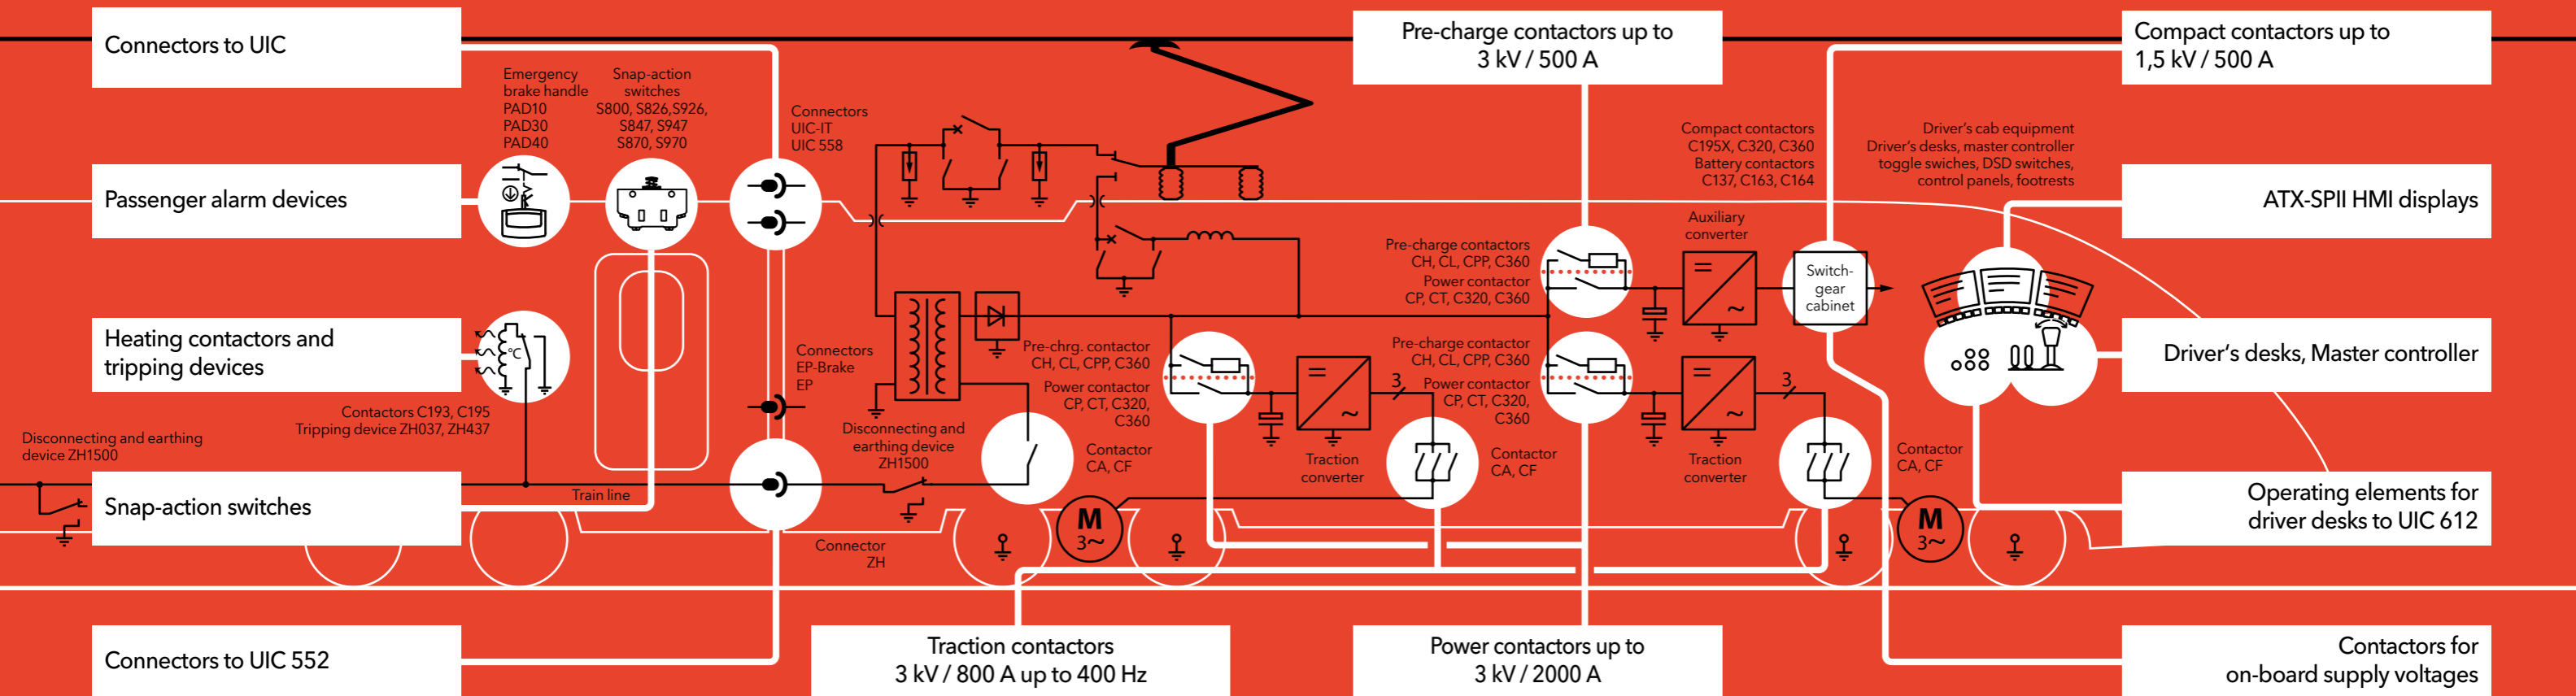 Connectors to UIC
Pre-charge contactors up to
3 kV / 500 A
Compact contactors up to
1,5 kV / 500 A
Emergency
brake handle
PAD10
PAD30
PAD40
Snap-action
switches
S800, S826,S926,
S847, S947
S870, S970
Connectors
UIC-IT
UIC 558
Compact contactors
C195X, C320, C360
Battery contactors
C137, C163, C164
Driver's cab equipment
Driver's desks, master controller
toggle swiches, DSD switches,
control panels, footrests
Passenger alarm devices
ATX-SPII HMI displays
Pre-charge contactors
CH, CL, CPP, C360
Power contactor
CP, CT, C320, C360
Auxiliary
converter
=
~
Switch-
gear
cabinet
Heating contactors and
tripping devices
°C
Contactors C193, C195
Tripping device ZH037, ZH437
Connectors
EP-Brake
EP
Pre-chrg. contactor
CH, CL, CPP, C360
Power contactor
CP, CT, C320,
C360
=
~
3
Traction
converter
Pre-charge contactor
CH, CL, CPP, C360
Power contactor
CP, CT, C320,
C360
=
~
3
Traction
converter
Driver's desks, Master controller
Disconnecting and earthing
device ZH1500
Snap-action switches
Train line
Disconnecting and
earthing device
ZH1500
Contactor
CA, CF
Contactor
CA, CF
Contactor
CA, CF
Operating elements for
driver desks to UIC 612
M
3~
M
3~
Connector
ZH
Connectors to UIC 552
Traction contactors
3 kV / 800 A up to 400 Hz
Power contactors up to
3 kV / 2000 A
Contactors for
on-board supply voltages